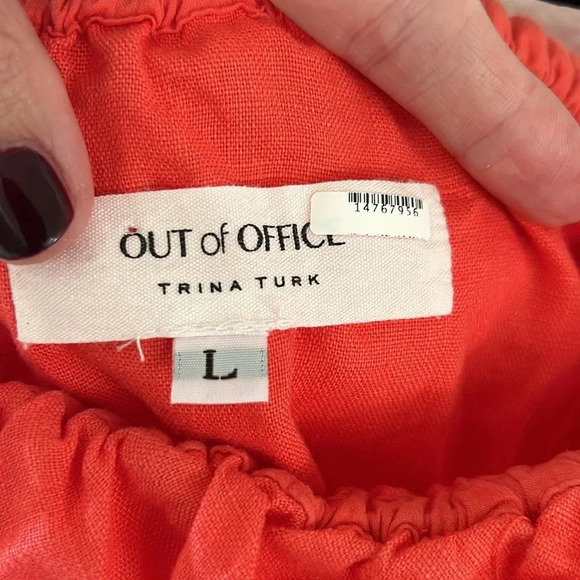 14767956
OUT of OFFICE
TRINA TURK
L